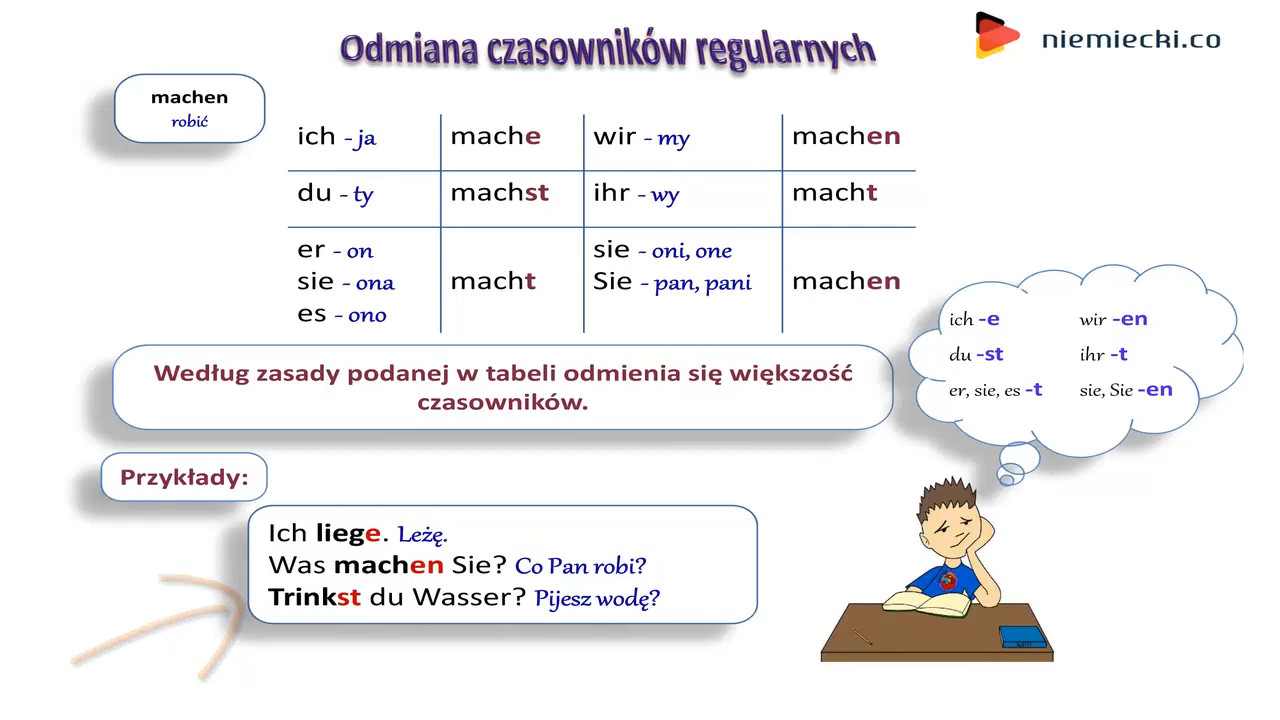 Odmiana czasowników regularnych
niemiecki.co
machen
robić
ich - ja mache wir - my machen
du - ty machst ihr - wy macht
er - on sie - oni, one
sie - ona macht Sie - pan, pani machen
es - ono
Według zasady podanej w tabeli odmienia się większość
czasowników.
ich -e wir -en
du -st ihr -t
er, sie, es -t sie, Sie -en
Przykłady:
Ich liege. Leżę.
Was machen Sie? Co Pan robi?
Trinkst du Wasser? Pijesz wodę?